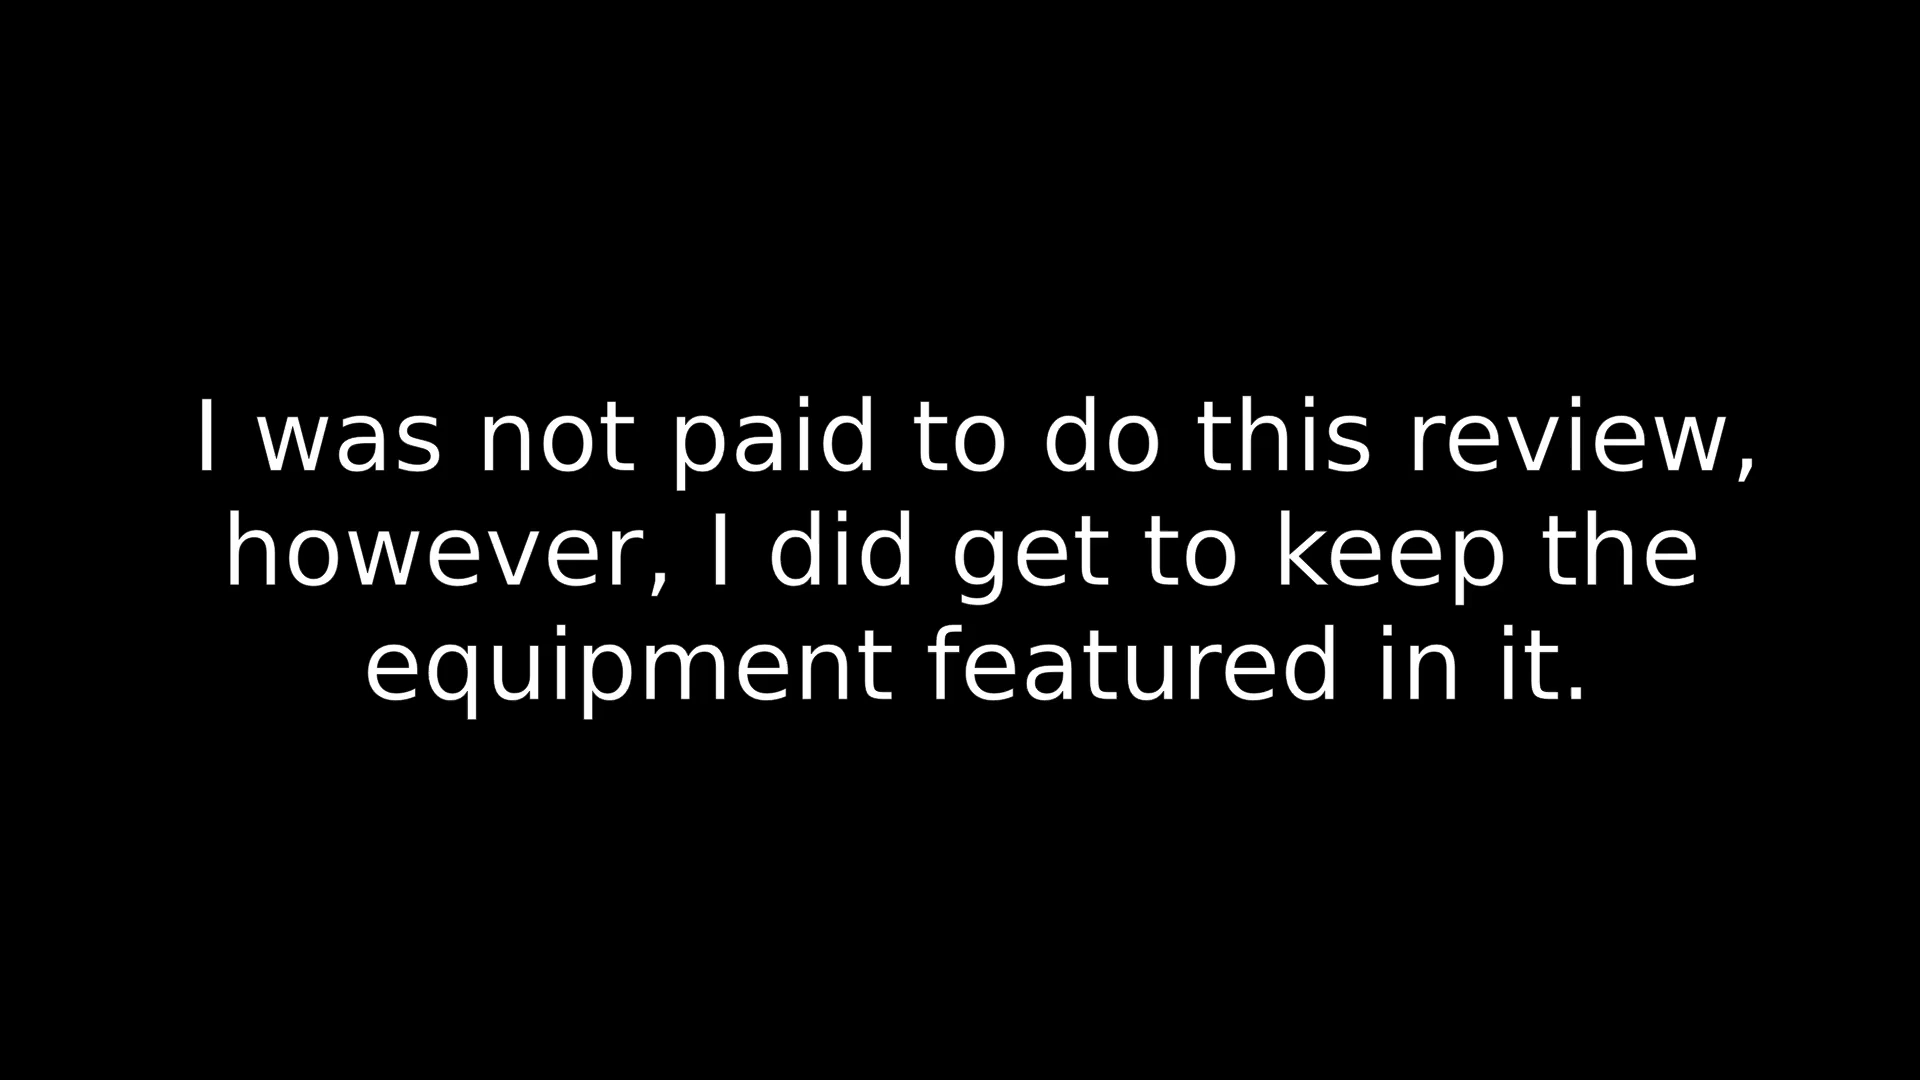 I was not paid to do this review,
however, I did get to keep the
equipment featured in it.